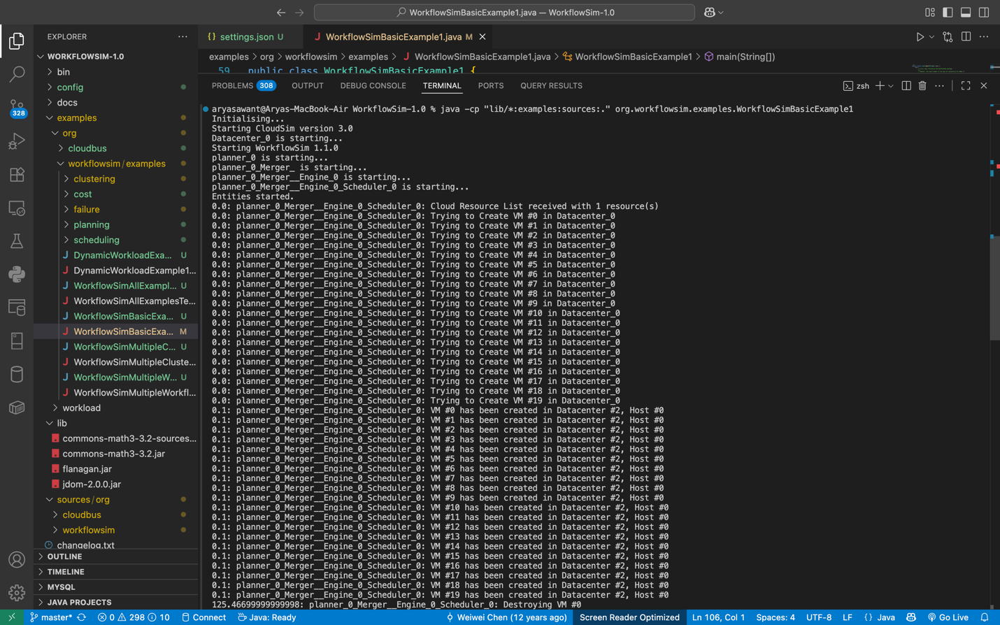 WorkflowSimBasicExample1.java — WorkflowSim-1.0
EXPLORER
WORKFLOWSIM-1.0
bin
config
docs
examples
org
cloudbus
workflowsim/examples
clustering
cost
failure
planning
scheduling
DynamicWorkloadExa... U
DynamicWorkloadExample1...
WorkflowSimAllExampl... U
WorkflowSimAllExamplesTe...
WorkflowSimBasicExa... U
WorkflowSimBasicExa... M
WorkflowSimMultipleC... U
WorkflowSimMultipleCluste...
WorkflowSimMultipleW... U
WorkflowSimMultipleWorkfl...
workload
lib
commons-math3-3.2-sources...
commons-math3-3.2.jar
flanagan.jar
jdom-2.0.0.jar
sources/org
cloudbus
workflowsim
changelog.txt
OUTLINE
TIMELINE
MYSQL
JAVA PROJECTS
328
{} settings.json U
J WorkflowSimBasicExample1.java M
examples > org > workflowsim > examples > J WorkflowSimBasicExample1.java > WorkflowSimBasicExample1 > main(String[])
59 public class WorkflowSimBasicExample1 {
PROBLEMS 308 OUTPUT DEBUG CONSOLE TERMINAL PORTS QUERY RESULTS
zsh
aryasawant@Aryas-MacBook-Air WorkflowSim-1.0 % java -cp "lib/*:examples:sources:." org.workflowsim.examples.WorkflowSimBasicExample1
Initialising...
Starting CloudSim version 3.0
Datacenter_0 is starting...
Starting WorkflowSim 1.1.0
planner_0 is starting...
planner_0_Merger_ is starting...
planner_0_Merger__Engine_0 is starting...
planner_0_Merger__Engine_0_Scheduler_0 is starting...
Entities started.
0.0: planner_0_Merger__Engine_0_Scheduler_0: Cloud Resource List received with 1 resource(s)
0.0: planner_0_Merger__Engine_0_Scheduler_0: Trying to Create VM #0 in Datacenter_0
0.0: planner_0_Merger__Engine_0_Scheduler_0: Trying to Create VM #1 in Datacenter_0
0.0: planner_0_Merger__Engine_0_Scheduler_0: Trying to Create VM #2 in Datacenter_0
0.0: planner_0_Merger__Engine_0_Scheduler_0: Trying to Create VM #3 in Datacenter_0
0.0: planner_0_Merger__Engine_0_Scheduler_0: Trying to Create VM #4 in Datacenter_0
0.0: planner_0_Merger__Engine_0_Scheduler_0: Trying to Create VM #5 in Datacenter_0
0.0: planner_0_Merger__Engine_0_Scheduler_0: Trying to Create VM #6 in Datacenter_0
0.0: planner_0_Merger__Engine_0_Scheduler_0: Trying to Create VM #7 in Datacenter_0
0.0: planner_0_Merger__Engine_0_Scheduler_0: Trying to Create VM #8 in Datacenter_0
0.0: planner_0_Merger__Engine_0_Scheduler_0: Trying to Create VM #9 in Datacenter_0
0.0: planner_0_Merger__Engine_0_Scheduler_0: Trying to Create VM #10 in Datacenter_0
0.0: planner_0_Merger__Engine_0_Scheduler_0: Trying to Create VM #11 in Datacenter_0
0.0: planner_0_Merger__Engine_0_Scheduler_0: Trying to Create VM #12 in Datacenter_0
0.0: planner_0_Merger__Engine_0_Scheduler_0: Trying to Create VM #13 in Datacenter_0
0.0: planner_0_Merger__Engine_0_Scheduler_0: Trying to Create VM #14 in Datacenter_0
0.0: planner_0_Merger__Engine_0_Scheduler_0: Trying to Create VM #15 in Datacenter_0
0.0: planner_0_Merger__Engine_0_Scheduler_0: Trying to Create VM #16 in Datacenter_0
0.0: planner_0_Merger__Engine_0_Scheduler_0: Trying to Create VM #17 in Datacenter_0
0.0: planner_0_Merger__Engine_0_Scheduler_0: Trying to Create VM #18 in Datacenter_0
0.0: planner_0_Merger__Engine_0_Scheduler_0: Trying to Create VM #19 in Datacenter_0
0.1: planner_0_Merger__Engine_0_Scheduler_0: VM #0 has been created in Datacenter #2, Host #0
0.1: planner_0_Merger__Engine_0_Scheduler_0: VM #1 has been created in Datacenter #2, Host #0
0.1: planner_0_Merger__Engine_0_Scheduler_0: VM #2 has been created in Datacenter #2, Host #0
0.1: planner_0_Merger__Engine_0_Scheduler_0: VM #3 has been created in Datacenter #2, Host #0
0.1: planner_0_Merger__Engine_0_Scheduler_0: VM #4 has been created in Datacenter #2, Host #0
0.1: planner_0_Merger__Engine_0_Scheduler_0: VM #5 has been created in Datacenter #2, Host #0
0.1: planner_0_Merger__Engine_0_Scheduler_0: VM #6 has been created in Datacenter #2, Host #0
0.1: planner_0_Merger__Engine_0_Scheduler_0: VM #7 has been created in Datacenter #2, Host #0
0.1: planner_0_Merger__Engine_0_Scheduler_0: VM #8 has been created in Datacenter #2, Host #0
0.1: planner_0_Merger__Engine_0_Scheduler_0: VM #9 has been created in Datacenter #2, Host #0
0.1: planner_0_Merger__Engine_0_Scheduler_0: VM #10 has been created in Datacenter #2, Host #0
0.1: planner_0_Merger__Engine_0_Scheduler_0: VM #11 has been created in Datacenter #2, Host #0
0.1: planner_0_Merger__Engine_0_Scheduler_0: VM #12 has been created in Datacenter #2, Host #0
0.1: planner_0_Merger__Engine_0_Scheduler_0: VM #13 has been created in Datacenter #2, Host #0
0.1: planner_0_Merger__Engine_0_Scheduler_0: VM #14 has been created in Datacenter #2, Host #0
0.1: planner_0_Merger__Engine_0_Scheduler_0: VM #15 has been created in Datacenter #2, Host #0
0.1: planner_0_Merger__Engine_0_Scheduler_0: VM #16 has been created in Datacenter #2, Host #0
0.1: planner_0_Merger__Engine_0_Scheduler_0: VM #17 has been created in Datacenter #2, Host #0
0.1: planner_0_Merger__Engine_0_Scheduler_0: VM #18 has been created in Datacenter #2, Host #0
0.1: planner_0_Merger__Engine_0_Scheduler_0: VM #19 has been created in Datacenter #2, Host #0
125.46699999999998: planner_0_Merger__Engine_0_Scheduler_0: Destroying VM #0
master* 0 298 10 Connect Java: Ready Weiwei Chen (12 years ago) Screen Reader Optimized Ln 106, Col 1 Spaces: 4 UTF-8 LF {} Java Go Live